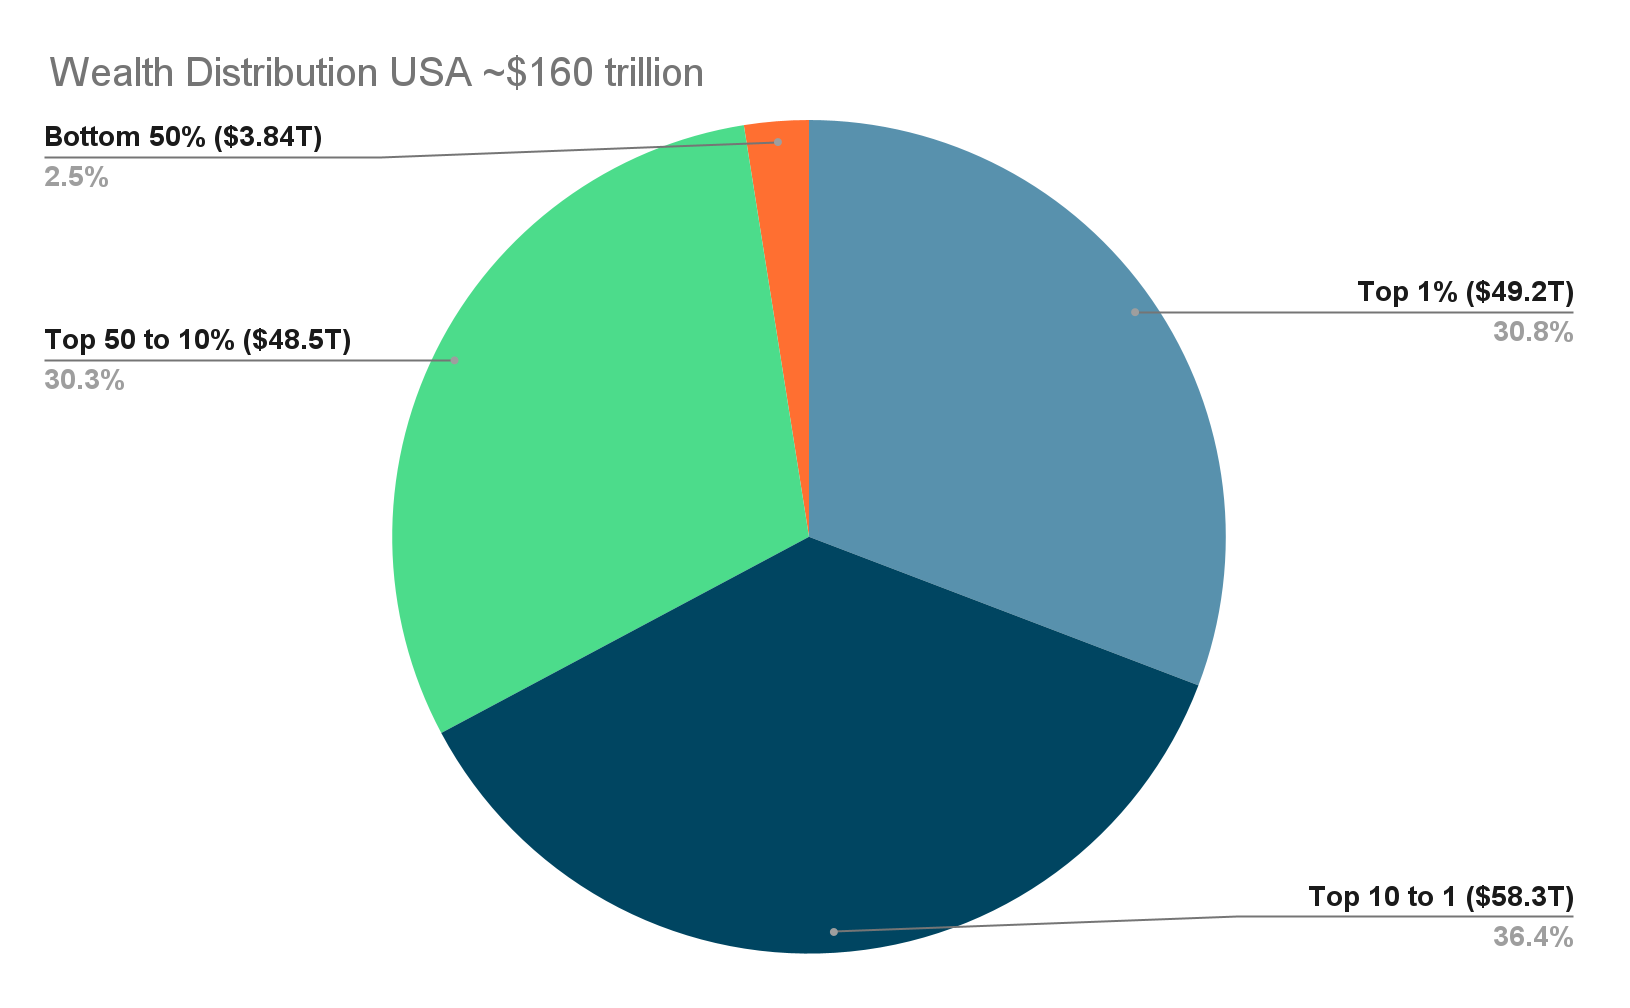 Wealth Distribution USA ~$160 trillion
Bottom 50% ($3.84T)
2.5%
Top 1% ($49.2T)
30.8%
Top 50 to 10% ($48.5T)
30.3%
Top 10 to 1 ($58.3T)
36.4%